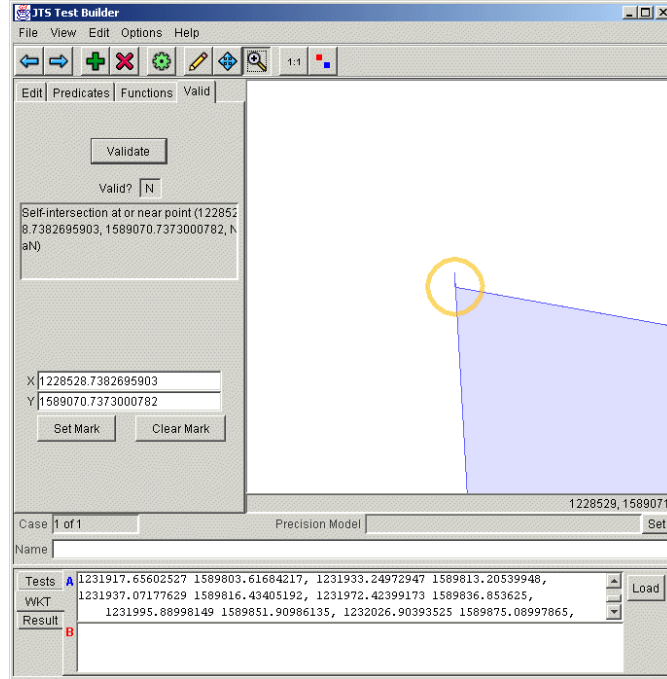 JTS Test Builder
File View Edit Options Help
1:1
Edit Predicates Functions Valid
Validate
Valid? N
Self-intersection at or near point (122852
8.7382695903, 1589070.7373000782, N
aN)
X 1228528.7382695903
Y 1589070.7373000782
Set Mark Clear Mark
1228529, 1589071
Case 1 of 1 Precision Model Set
Name
Tests A 1231917.65602527 1589803.61684217, 1231933.24972947 1589813.20539948,
WKT 1231937.07177629 1589816.43405192, 1231972.42399173 1589836.853625, Load
Result 1231995.88998149 1589851.90986135, 1232026.90393525 1589875.08997865,
B